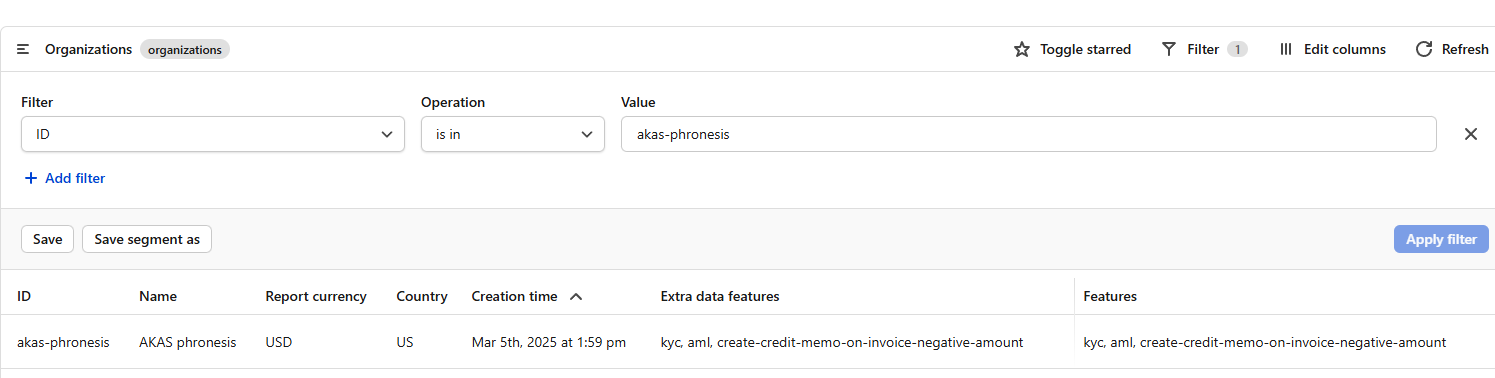 Organizations organizations Toggle starred Filter 1 Edit columns Refresh
Filter Operation Value
ID is in akas-phronesis
Add filter
Save Save segment as Apply filter
ID Name Report currency Country Creation time Extra data features Features
akas-phronesis AKAS phronesis USD US Mar 5th, 2025 at 1:59 pm kyc, aml, create-credit-memo-on-invoice-negative-amount kyc, aml, create-credit-memo-on-invoice-negative-amount